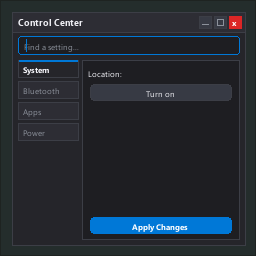 Control Center
Find a setting...
System
Bluetooth
Apps
Power
Location:
Turn on
Apply Changes